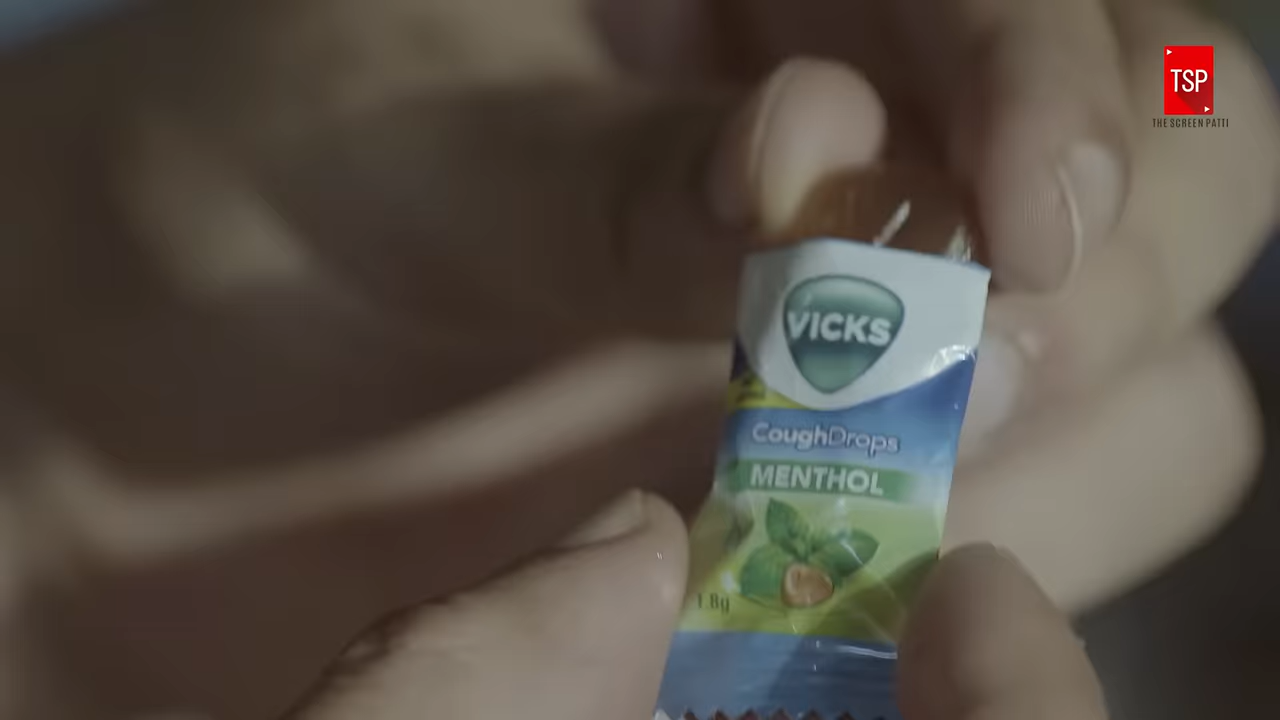 TSP
THE SCREEN PATTI
VICKS
CoughDrops
MENTHOL
1.8g